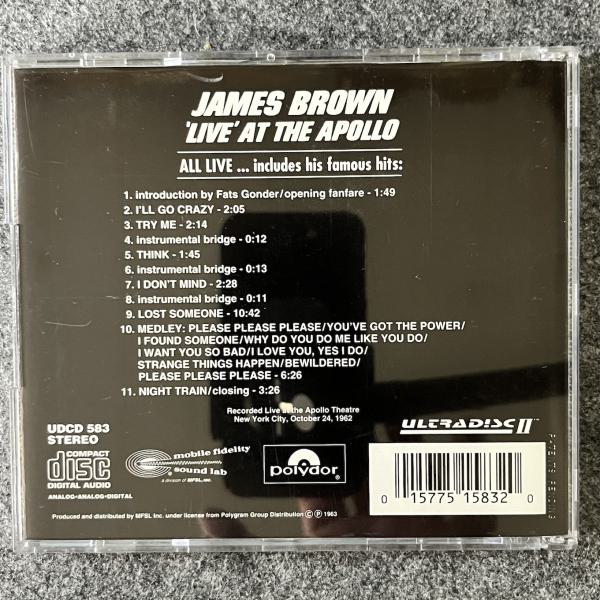 JAMES BROWN
'LIVE' AT THE APOLLO
ALL LIVE ... includes his famous hits:
1. introduction by Fats Gonder/opening fanfare - 1:49
2. I'LL GO CRAZY - 2:05
3. TRY ME - 2:14
4. instrumental bridge - 0:12
5. THINK - 1:45
6. instrumental bridge - 0:13
7. I DON'T MIND - 2:28
8. instrumental bridge - 0:11
9. LOST SOMEONE - 10:42
10. MEDLEY: PLEASE PLEASE PLEASE/YOU'VE GOT THE POWER/
I FOUND SOMEONE/WHY DO YOU DO ME LIKE YOU DO/
I WANT YOU SO BAD/I LOVE YOU, YES I DO/
STRANGE THINGS HAPPEN/BEWILDERED/
PLEASE PLEASE PLEASE - 6:26
11. NIGHT TRAIN/closing - 3:26
Recorded Live at the Apollo Theatre
New York City, October 24, 1962
UDCD 583
STEREO
COMPACT
disc
DIGITAL AUDIO
ANALOG•ANALOG•DIGITAL
mobile fidelity
sound lab
a division of MFSL, inc.
polydor
ULTRADISC II™
0 15775 15832 0
Produced and distributed by MFSL Inc. under license from Polygram Group Distribution Ⓒ Ⓟ 1963